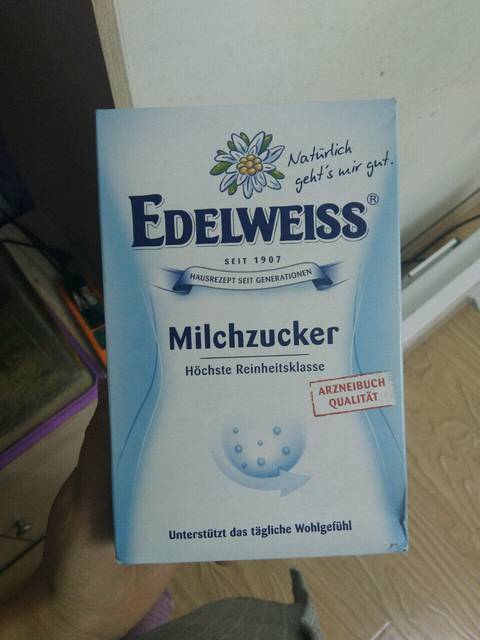 Natürlich
geht's mir gut.
EDELWEISS®
SEIT 1907
HAUSREZEPT SEIT GENERATIONEN
Milchzucker
Höchste Reinheitsklasse
ARZNEIBUCH
QUALITÄT
Unterstützt das tägliche Wohlgefühl